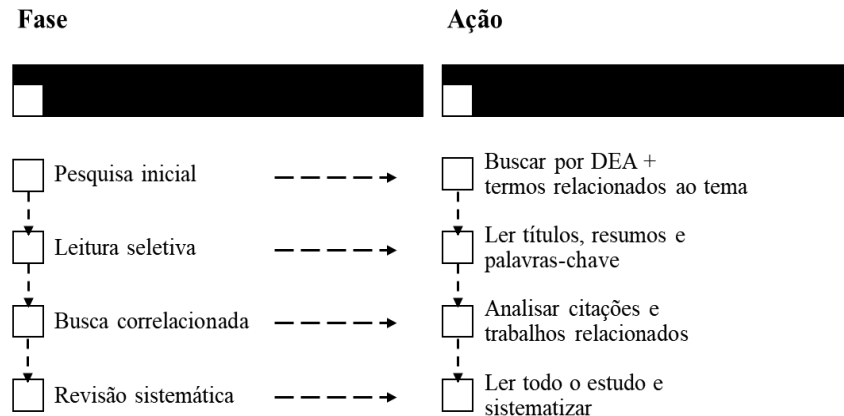 Fase
Ação
Pesquisa inicial
Buscar por DEA +
termos relacionados ao tema
Leitura seletiva
Ler títulos, resumos e
palavras-chave
Busca correlacionada
Analisar citações e
trabalhos relacionados
Revisão sistemática
Ler todo o estudo e
sistematizar